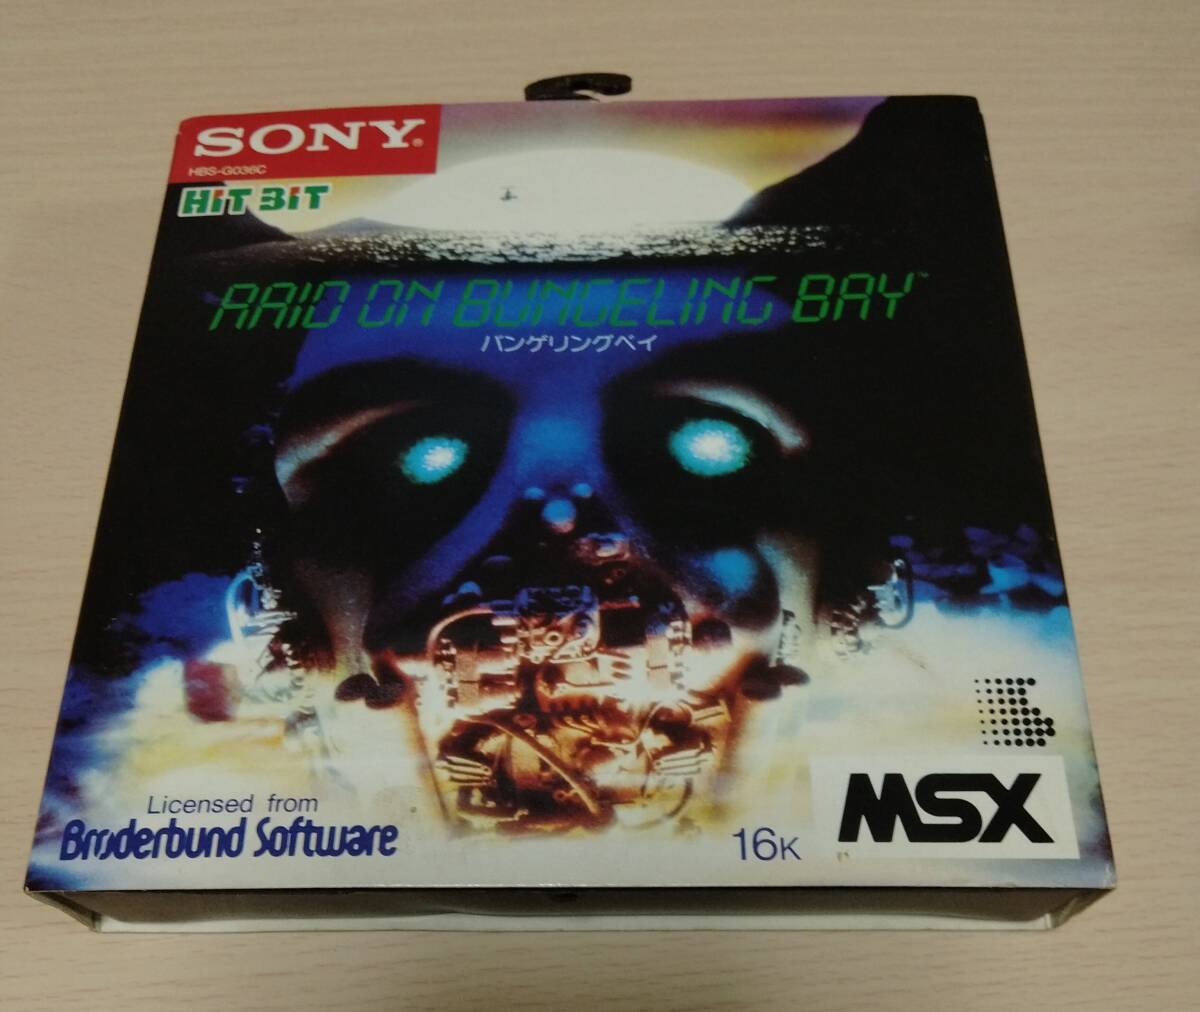 SONY®
HBS-G036C
HiT BiT
RAID ON BUNGELING BAY™
バンゲリングベイ
Licensed from
Brøderbund Software
16K
MSX